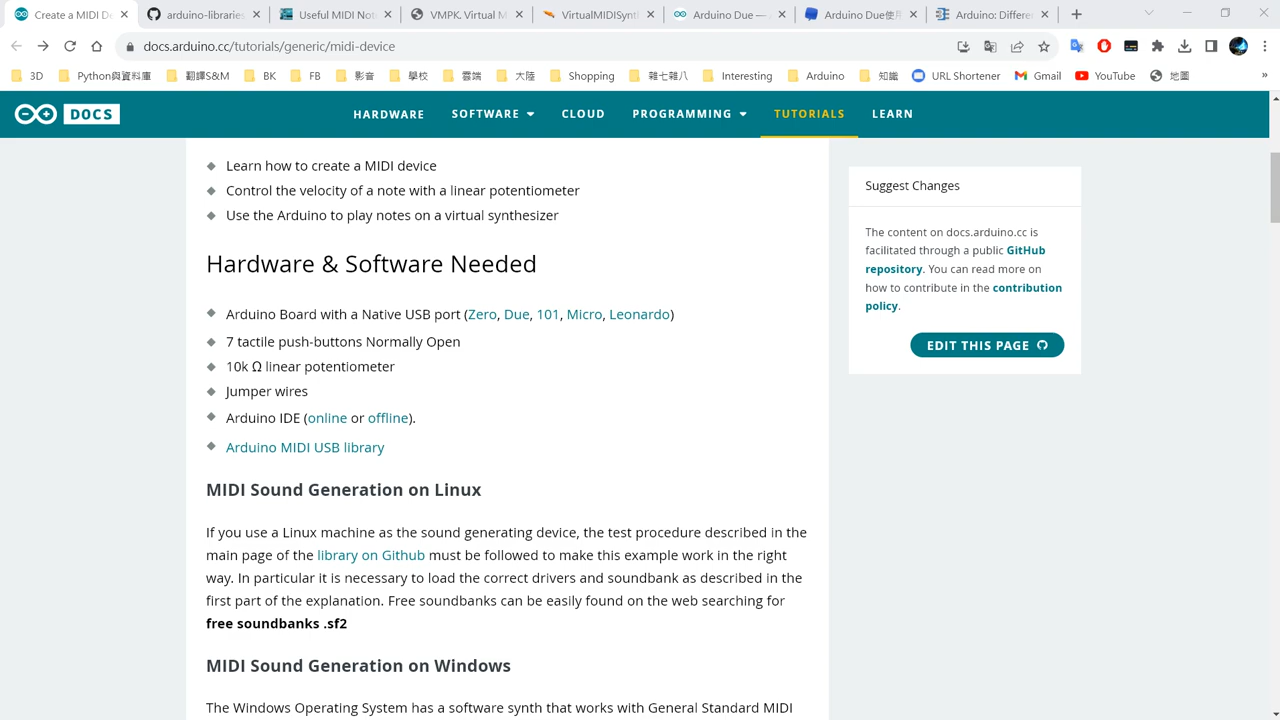 Create a MIDI De
arduino-libraries
Useful MIDI Not
VMPK. Virtual M
VirtualMIDISynt
Arduino Due —
Arduino Due使用
Arduino: Differe
docs.arduino.cc/tutorials/generic/midi-device
3D
Python與資料庫
翻譯S&M
BK
FB
影音
學校
雲端
大陸
Shopping
雜七雜八
Interesting
Arduino
知識
URL Shortener
Gmail
YouTube
地圖
»
DOCS
HARDWARE
SOFTWARE
CLOUD
PROGRAMMING
TUTORIALS
LEARN
Learn how to create a MIDI device
Control the velocity of a note with a linear potentiometer
Use the Arduino to play notes on a virtual synthesizer
Hardware & Software Needed
Arduino Board with a Native USB port (Zero, Due, 101, Micro, Leonardo)
7 tactile push-buttons Normally Open
10k Ω linear potentiometer
Jumper wires
Arduino IDE (online or offline).
Arduino MIDI USB library
MIDI Sound Generation on Linux
If you use a Linux machine as the sound generating device, the test procedure described in the
main page of the library on Github must be followed to make this example work in the right
way. In particular it is necessary to load the correct drivers and soundbank as described in the
first part of the explanation. Free soundbanks can be easily found on the web searching for
free soundbanks .sf2
MIDI Sound Generation on Windows
The Windows Operating System has a software synth that works with General Standard MIDI
Suggest Changes
The content on docs.arduino.cc is
facilitated through a public GitHub
repository. You can read more on
how to contribute in the contribution
policy.
EDIT THIS PAGE